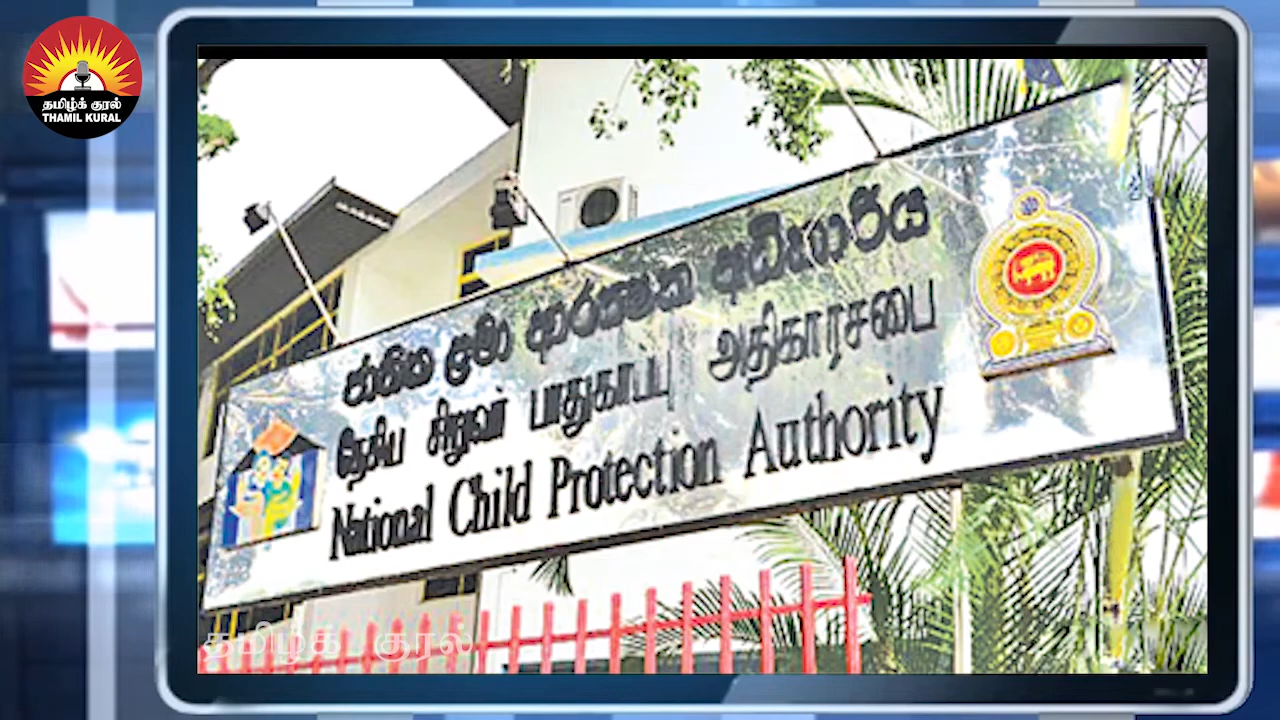 தமிழ்க் குரல்
THAMIL KURAL
ජාතික ළමා ආරක්ෂක අධිකාරිය
தேசிய சிறுவர் பாதுகாப்பு அதிகாரசபை
National Child Protection Authority
தமிழ்க் குரல்